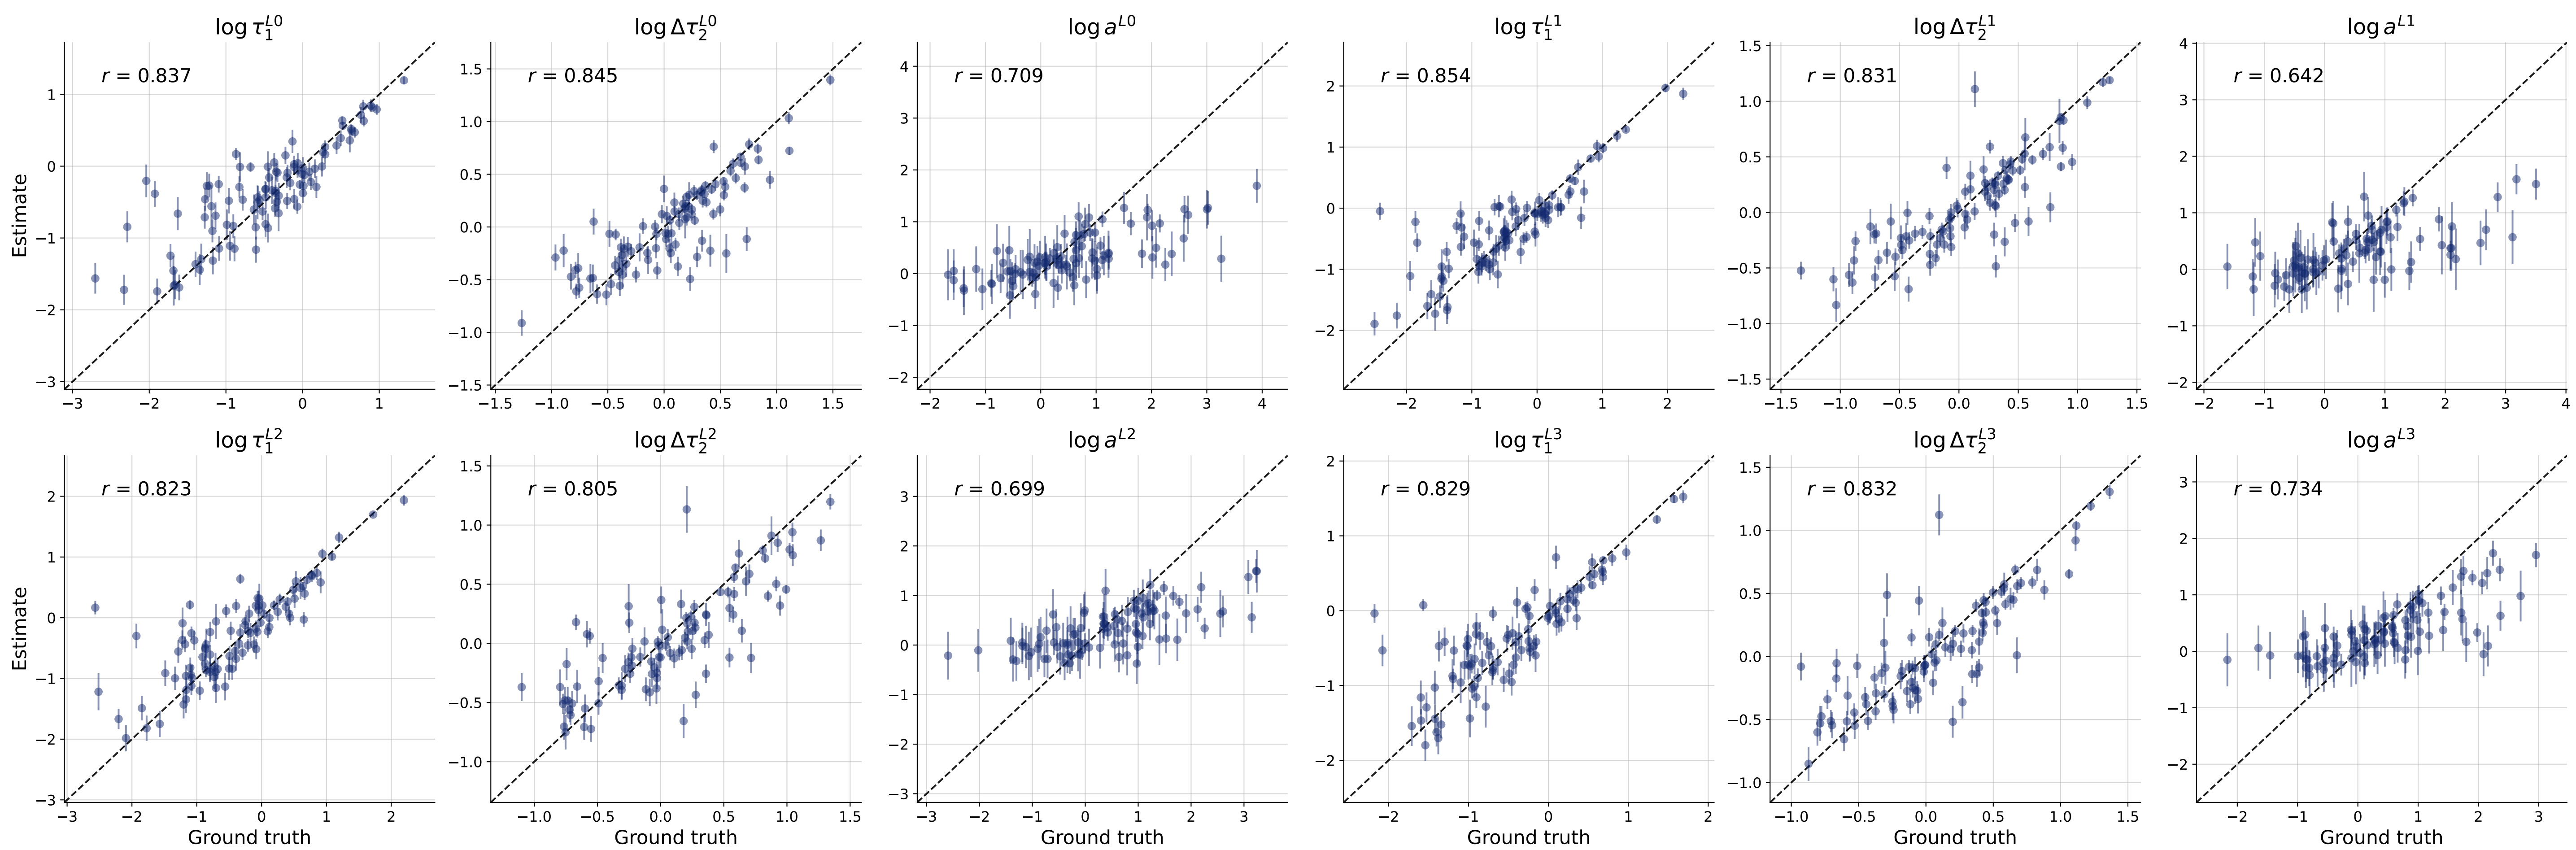 log τ₁^{L0}
r = 0.837
Estimate
1
0
−1
−2
−3
−3 −2 −1 0 1
log Δτ₂^{L0}
r = 0.845
1.5
1.0
0.5
0.0
−0.5
−1.0
−1.5
−1.5 −1.0 −0.5 0.0 0.5 1.0 1.5
log a^{L0}
r = 0.709
4
3
2
1
0
−1
−2
−2 −1 0 1 2 3 4
log τ₁^{L1}
r = 0.854
2
1
0
−1
−2
−2 −1 0 1 2
log Δτ₂^{L1}
r = 0.831
1.5
1.0
0.5
0.0
−0.5
−1.0
−1.5
−1.5 −1.0 −0.5 0.0 0.5 1.0 1.5
log a^{L1}
r = 0.642
4
3
2
1
0
−1
−2
−2 −1 0 1 2 3 4
log τ₁^{L2}
r = 0.823
Estimate
2
1
0
−1
−2
−3
−3 −2 −1 0 1 2
Ground truth
log Δτ₂^{L2}
r = 0.805
1.5
1.0
0.5
0.0
−0.5
−1.0
−1.0 −0.5 0.0 0.5 1.0 1.5
Ground truth
log a^{L2}
r = 0.699
3
2
1
0
−1
−2
−3
−3 −2 −1 0 1 2 3
Ground truth
log τ₁^{L3}
r = 0.829
2
1
0
−1
−2
−2 −1 0 1 2
Ground truth
log Δτ₂^{L3}
r = 0.832
1.5
1.0
0.5
0.0
−0.5
−1.0
−1.0 −0.5 0.0 0.5 1.0 1.5
Ground truth
log a^{L3}
r = 0.734
3
2
1
0
−1
−2
−2 −1 0 1 2 3
Ground truth